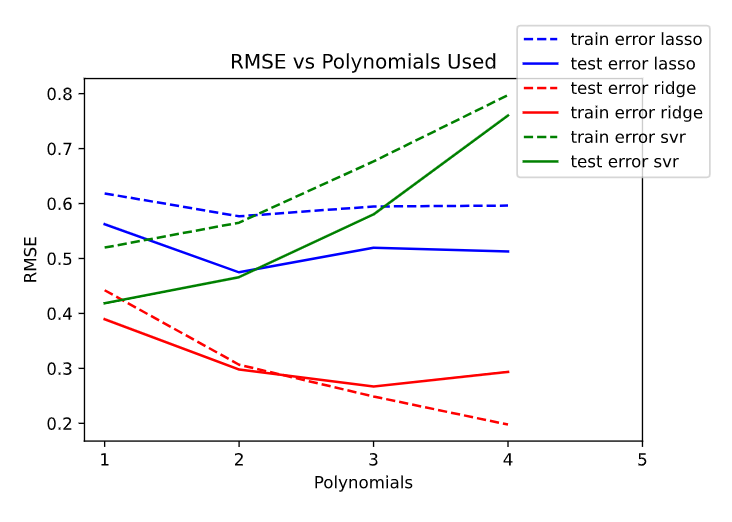 RMSE vs Polynomials Used
train error lasso
test error lasso
test error ridge
train error ridge
train error svr
test error svr
RMSE
0.8
0.7
0.6
0.5
0.4
0.3
0.2
1 2 3 4 5
Polynomials